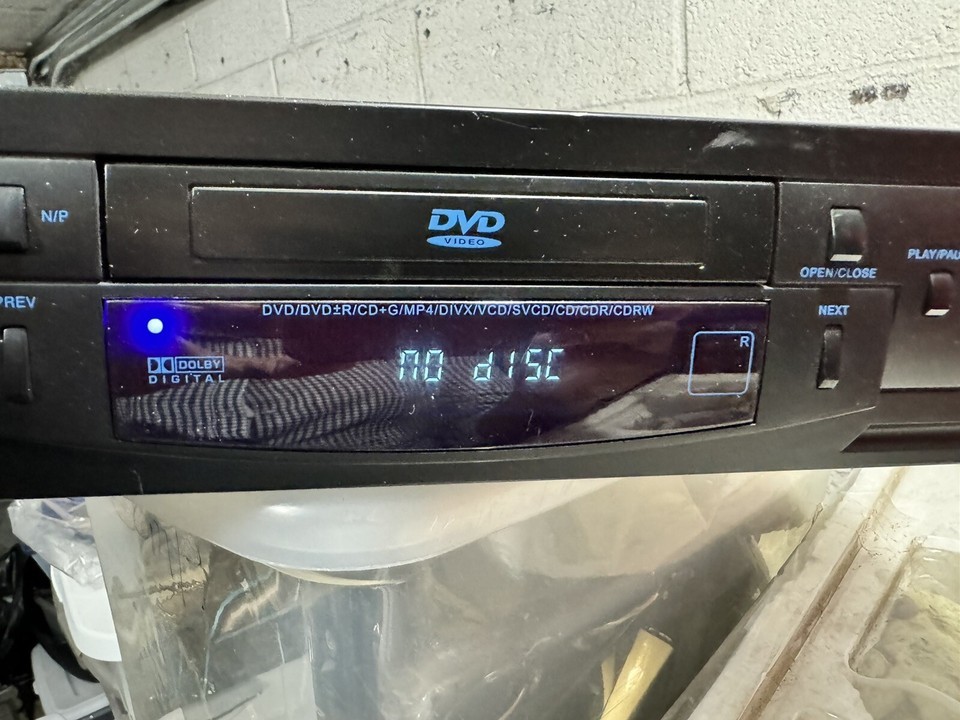 N/P
DVD
VIDEO
OPEN/CLOSE
PLAY/PAU
PREV
NEXT
DVD/DVD±R/CD+G/MP4/DIVX/VCD/SVCD/CD/CDR/CDRW
R
DOLBY
DIGITAL
NO dISC